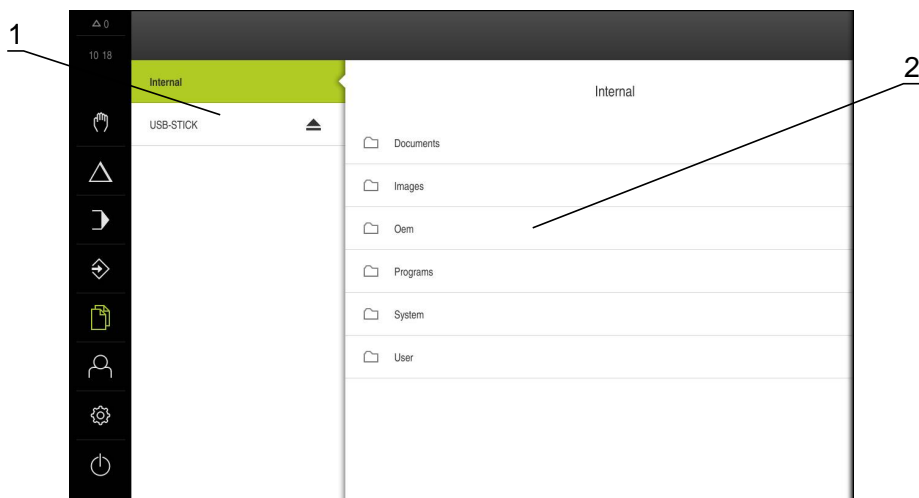 1
0
10 18
Internal
USB-STICK
Internal
Documents
Images
Oem
Programs
System
User
2